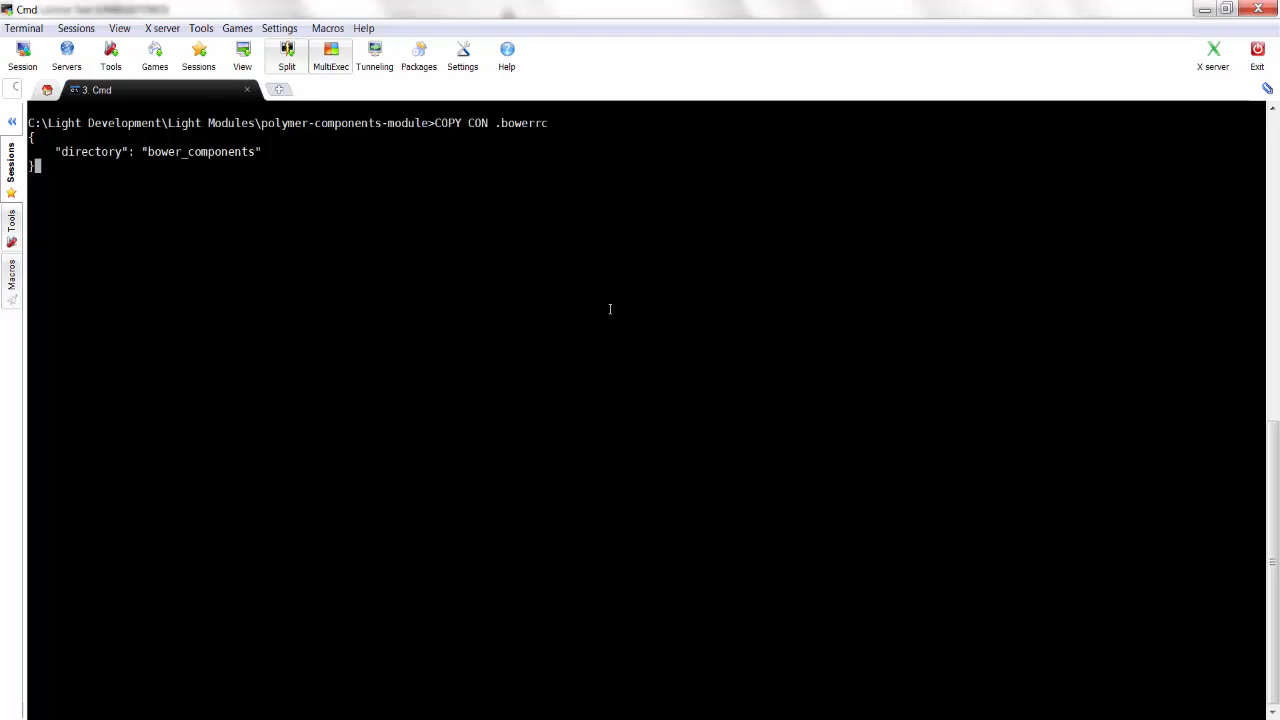 Cmd
Terminal Sessions View X server Tools Games Settings Macros Help
Session Servers Tools Games Sessions View Split MultiExec Tunneling Packages Settings Help X server Exit
3. Cmd
Sessions
Tools
Macros
C:\Light Development\Light Modules\polymer-components-module>COPY CON .bowerrc
{
    "directory": "bower_components"
}